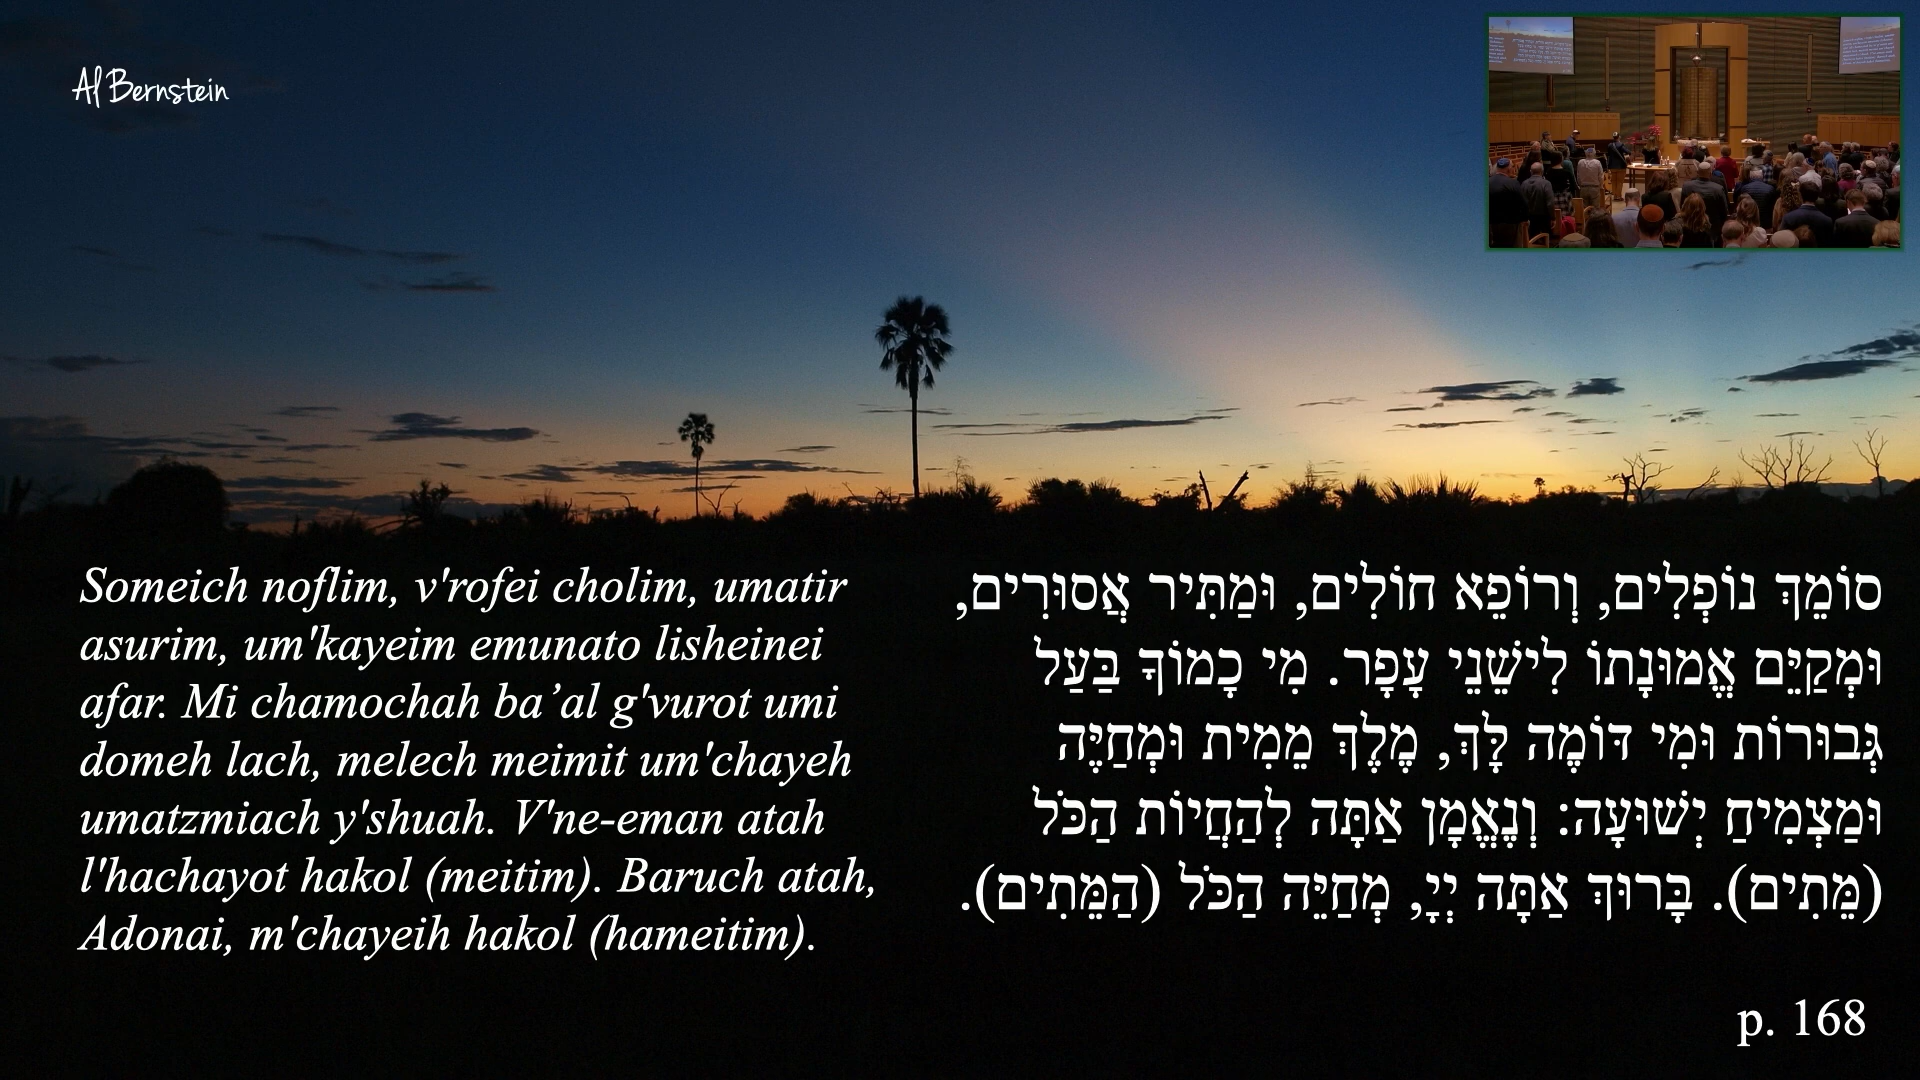 Al Bernstein
Someich noflim, v'rofei cholim, umatir
asurim, um'kayeim emunato lisheinei
afar. Mi chamochah ba’al g'vurot umi
domeh lach, melech meimit um'chayeh
umatzmiach y'shuah. V'ne-eman atah
l'hachayot hakol (meitim). Baruch atah,
Adonai, m'chayeih hakol (hameitim).
סוֹמֵךְ נוֹפְלִים, וְרוֹפֵא חוֹלִים, וּמַתִּיר אֲסוּרִים,
וּמְקַיֵּם אֱמוּנָתוֹ לִישֵׁנֵי עָפָר. מִי כָמוֹךָ בַּעַל
גְּבוּרוֹת וּמִי דּוֹמֶה לָּךְ, מֶלֶךְ מֵמִית וּמְחַיֶּה
וּמַצְמִיחַ יְשׁוּעָה: וְנֶאֱמָן אַתָּה לְהַחֲיוֹת הַכֹּל
(מֵּתִים). בָּרוּךְ אַתָּה יְיָ, מְחַיֵּה הַכֹּל (הַמֵּתִים).
p. 168